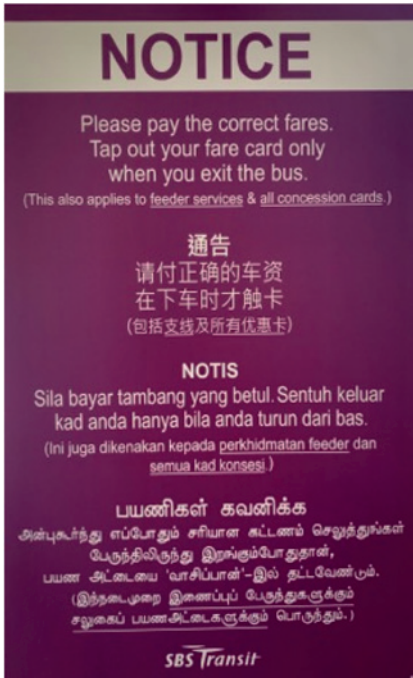 NOTICE
Please pay the correct fares.
Tap out your fare card only
when you exit the bus.
(This also applies to feeder services & all concession cards.)
通告
请付正确的车资
在下车时才触卡
(包括支线及所有优惠卡)
NOTIS
Sila bayar tambang yang betul. Sentuh keluar
kad anda hanya bila anda turun dari bas.
(Ini juga dikenakan kepada perkhidmatan feeder dan
semua kad konsesi.)
பயணிகள் கவனிக்க
அன்புகூர்ந்து எப்போதும் சரியான கட்டணம் செலுத்துங்கள்
பேருந்திலிருந்து இறங்கும்போதுதான்,
பயண அட்டையை 'வாசிப்பான்'-இல் தட்டவேண்டும்.
(இந்நடைமுறை இணைப்புப் பேருந்துகளுக்கும்
சலுகைப் பயணஅட்டைகளுக்கும் பொருந்தும்.)
SBS Transit